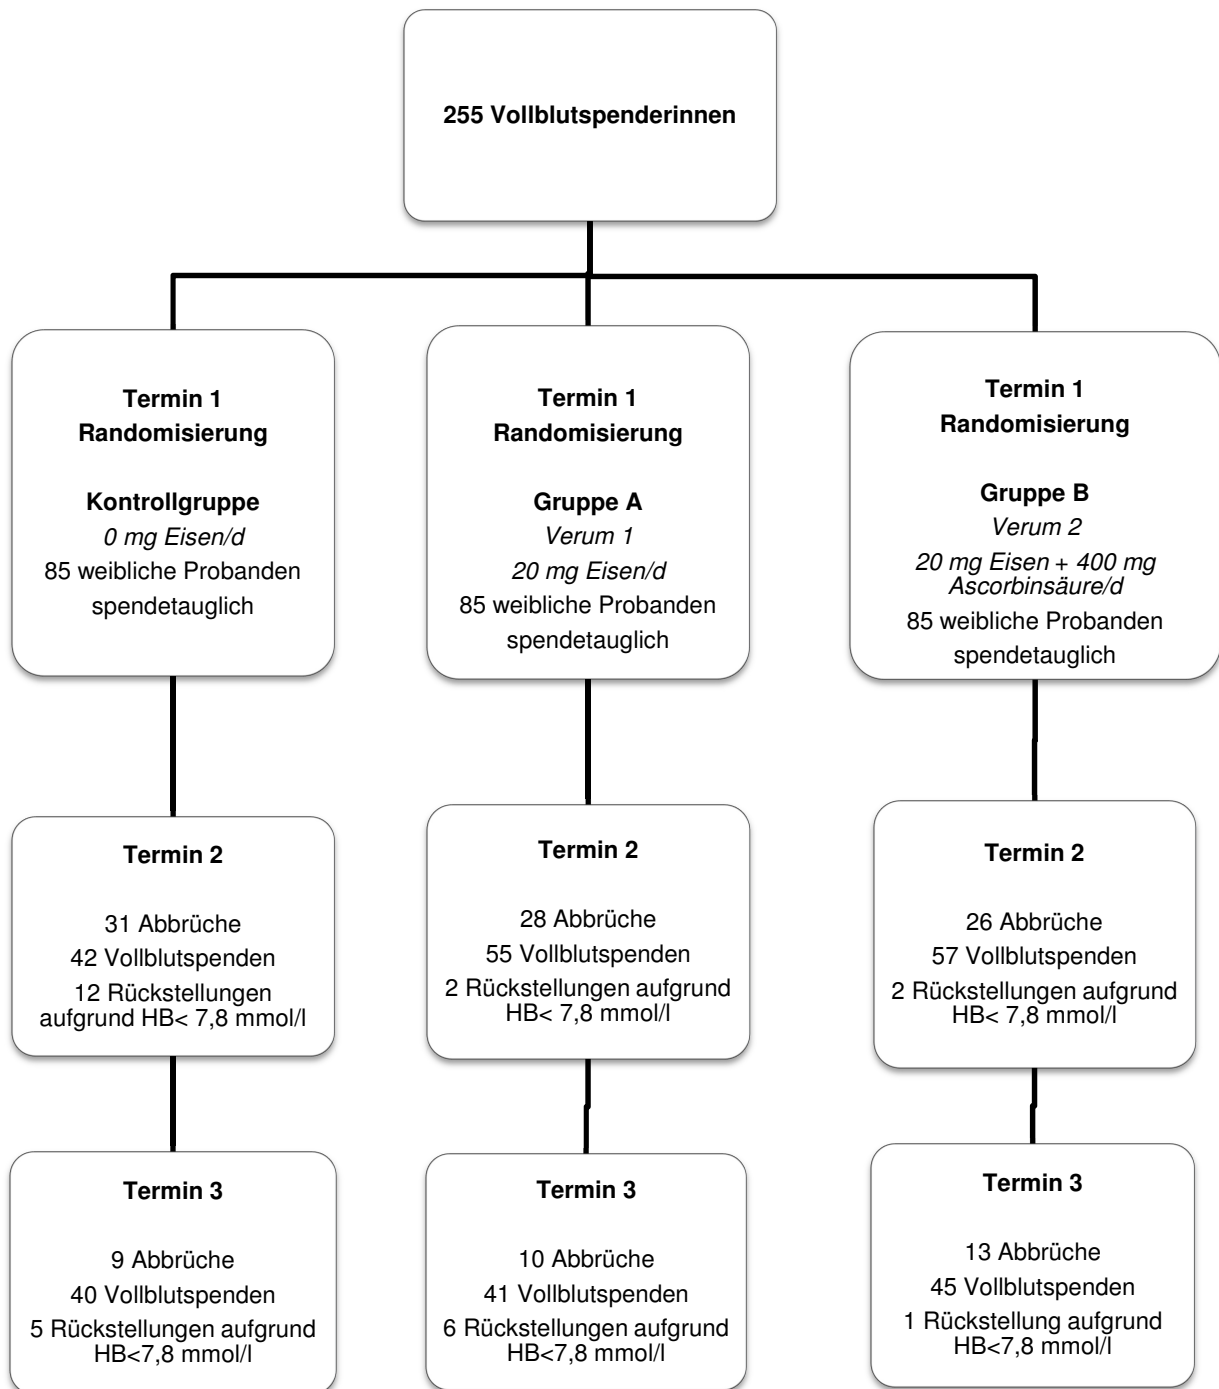 255 Vollblutspenderinnen
Termin 1
Randomisierung
Kontrollgruppe
0 mg Eisen/d
85 weibliche Probanden
spendetauglich
Termin 1
Randomisierung
Gruppe A
Verum 1
20 mg Eisen/d
85 weibliche Probanden
spendetauglich
Termin 1
Randomisierung
Gruppe B
Verum 2
20 mg Eisen + 400 mg
Ascorbinsäure/d
85 weibliche Probanden
spendetauglich
Termin 2
31 Abbrüche
42 Vollblutspenden
12 Rückstellungen
aufgrund HB< 7,8 mmol/l
Termin 2
28 Abbrüche
55 Vollblutspenden
2 Rückstellungen aufgrund
HB< 7,8 mmol/l
Termin 2
26 Abbrüche
57 Vollblutspenden
2 Rückstellungen aufgrund
HB< 7,8 mmol/l
Termin 3
9 Abbrüche
40 Vollblutspenden
5 Rückstellungen aufgrund
HB<7,8 mmol/l
Termin 3
10 Abbrüche
41 Vollblutspenden
6 Rückstellungen aufgrund
HB<7,8 mmol/l
Termin 3
13 Abbrüche
45 Vollblutspenden
1 Rückstellung aufgrund
HB<7,8 mmol/l